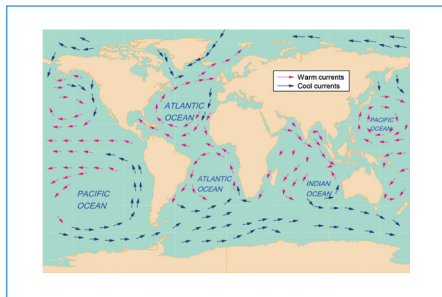 Warm currents
Cool currents
ATLANTIC
OCEAN
PACIFIC
OCEAN
ATLANTIC
OCEAN
INDIAN
OCEAN
PACIFIC
OCEAN